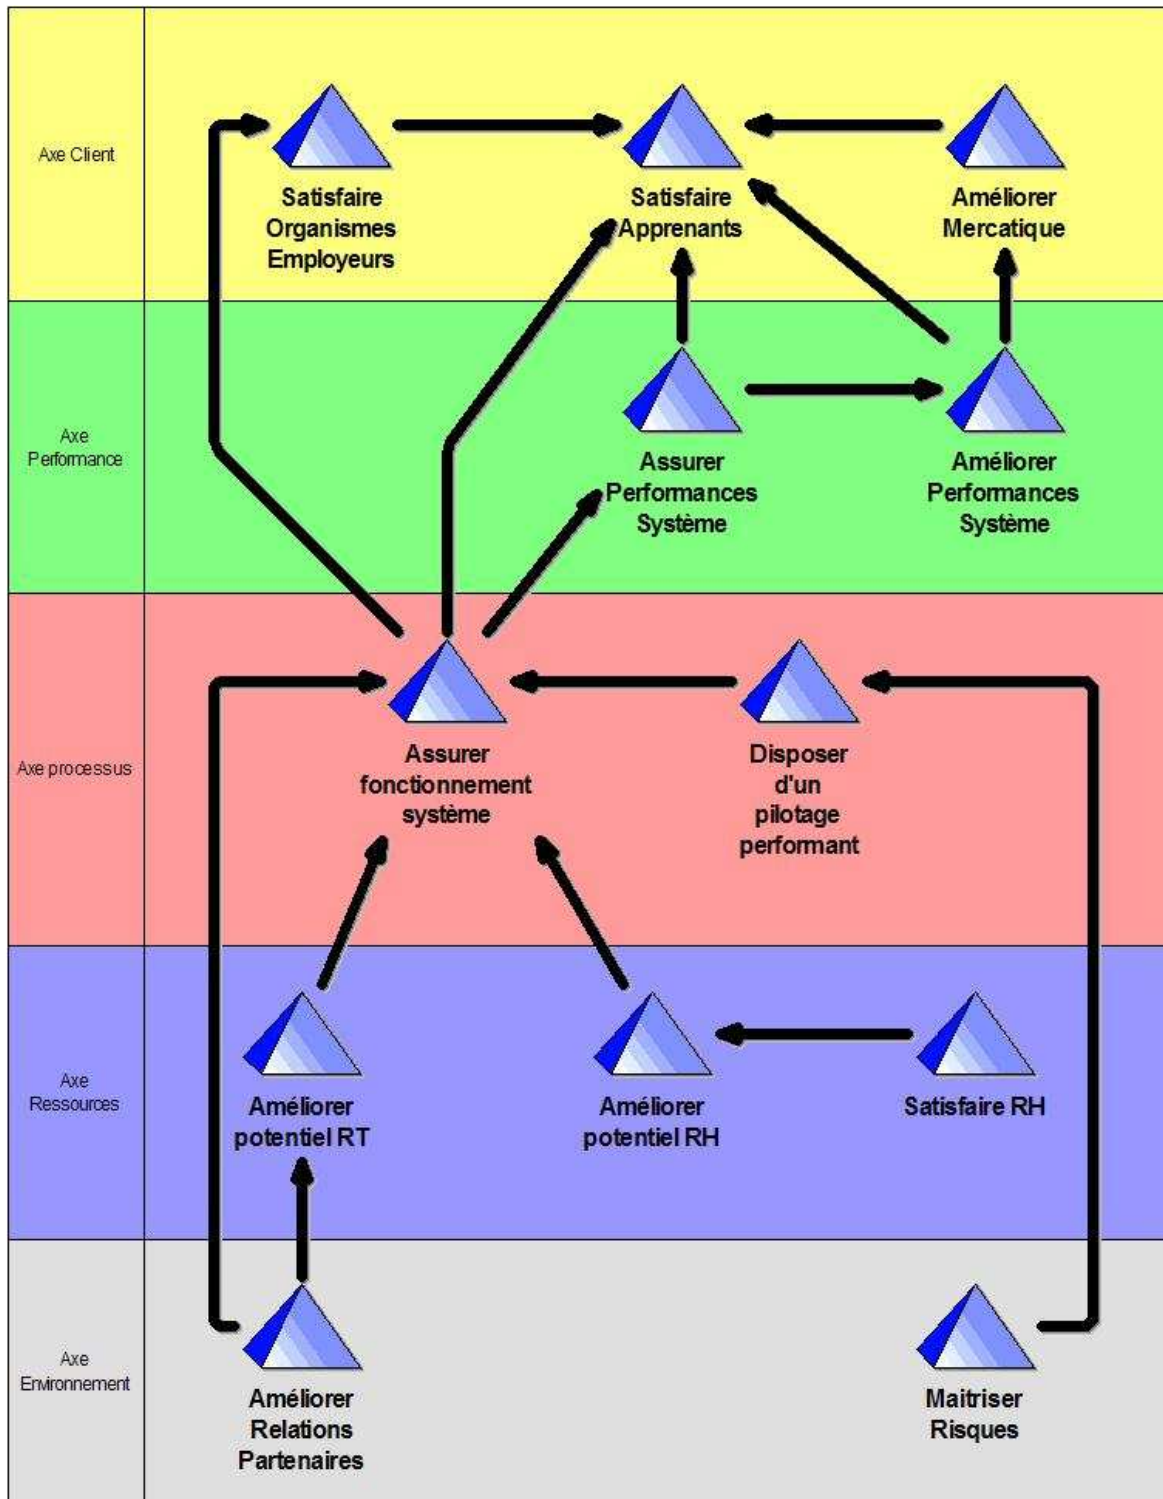 Axe Client
Satisfaire
Organismes
Employeurs
Satisfaire
Apprenants
Améliorer
Mercatique
Axe
Performance
Assurer
Performances
Système
Améliorer
Performances
Système
Axe processus
Assurer
fonctionnement
système
Disposer
d'un
pilotage
performant
Axe
Ressources
Améliorer
potentiel RT
Améliorer
potentiel RH
Satisfaire RH
Axe
Environnement
Améliorer
Relations
Partenaires
Maitriser
Risques